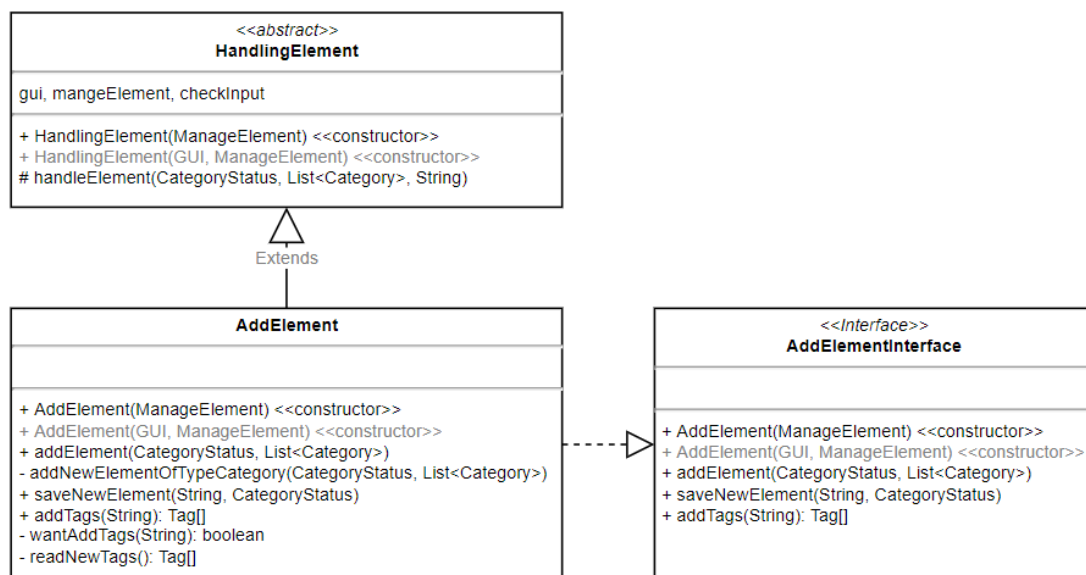 <<abstract>>
HandlingElement
gui, mangeElement, checkInput
+ HandlingElement(ManageElement) <<constructor>>
+ HandlingElement(GUI, ManageElement) <<constructor>>
# handleElement(CategoryStatus, List<Category>, String)
Extends
AddElement
+ AddElement(ManageElement) <<constructor>>
+ AddElement(GUI, ManageElement) <<constructor>>
+ addElement(CategoryStatus, List<Category>)
- addNewElementOfTypeCategory(CategoryStatus, List<Category>)
+ saveNewElement(String, CategoryStatus)
+ addTags(String): Tag[]
- wantAddTags(String): boolean
- readNewTags(): Tag[]
<<Interface>>
AddElementInterface
+ AddElement(ManageElement) <<constructor>>
+ AddElement(GUI, ManageElement) <<constructor>>
+ addElement(CategoryStatus, List<Category>)
+ saveNewElement(String, CategoryStatus)
+ addTags(String): Tag[]